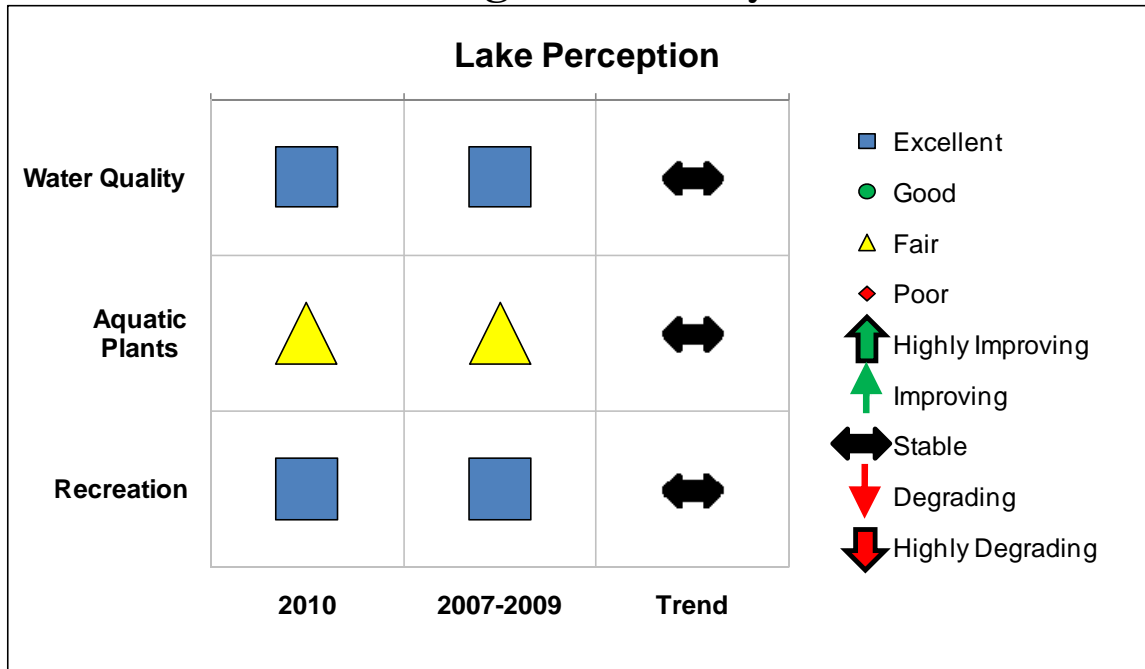 Lake Perception
Water Quality
Aquatic
Plants
Recreation
2010
2007-2009
Trend
Excellent
Good
Fair
Poor
Highly Improving
Improving
Stable
Degrading
Highly Degrading